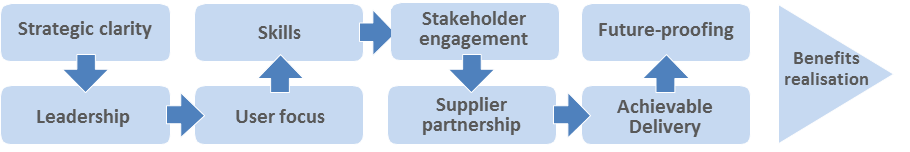 Strategic clarity
Leadership
User focus
Skills
Stakeholder
engagement
Supplier
partnership
Achievable
Delivery
Future-proofing
Benefits
realisation